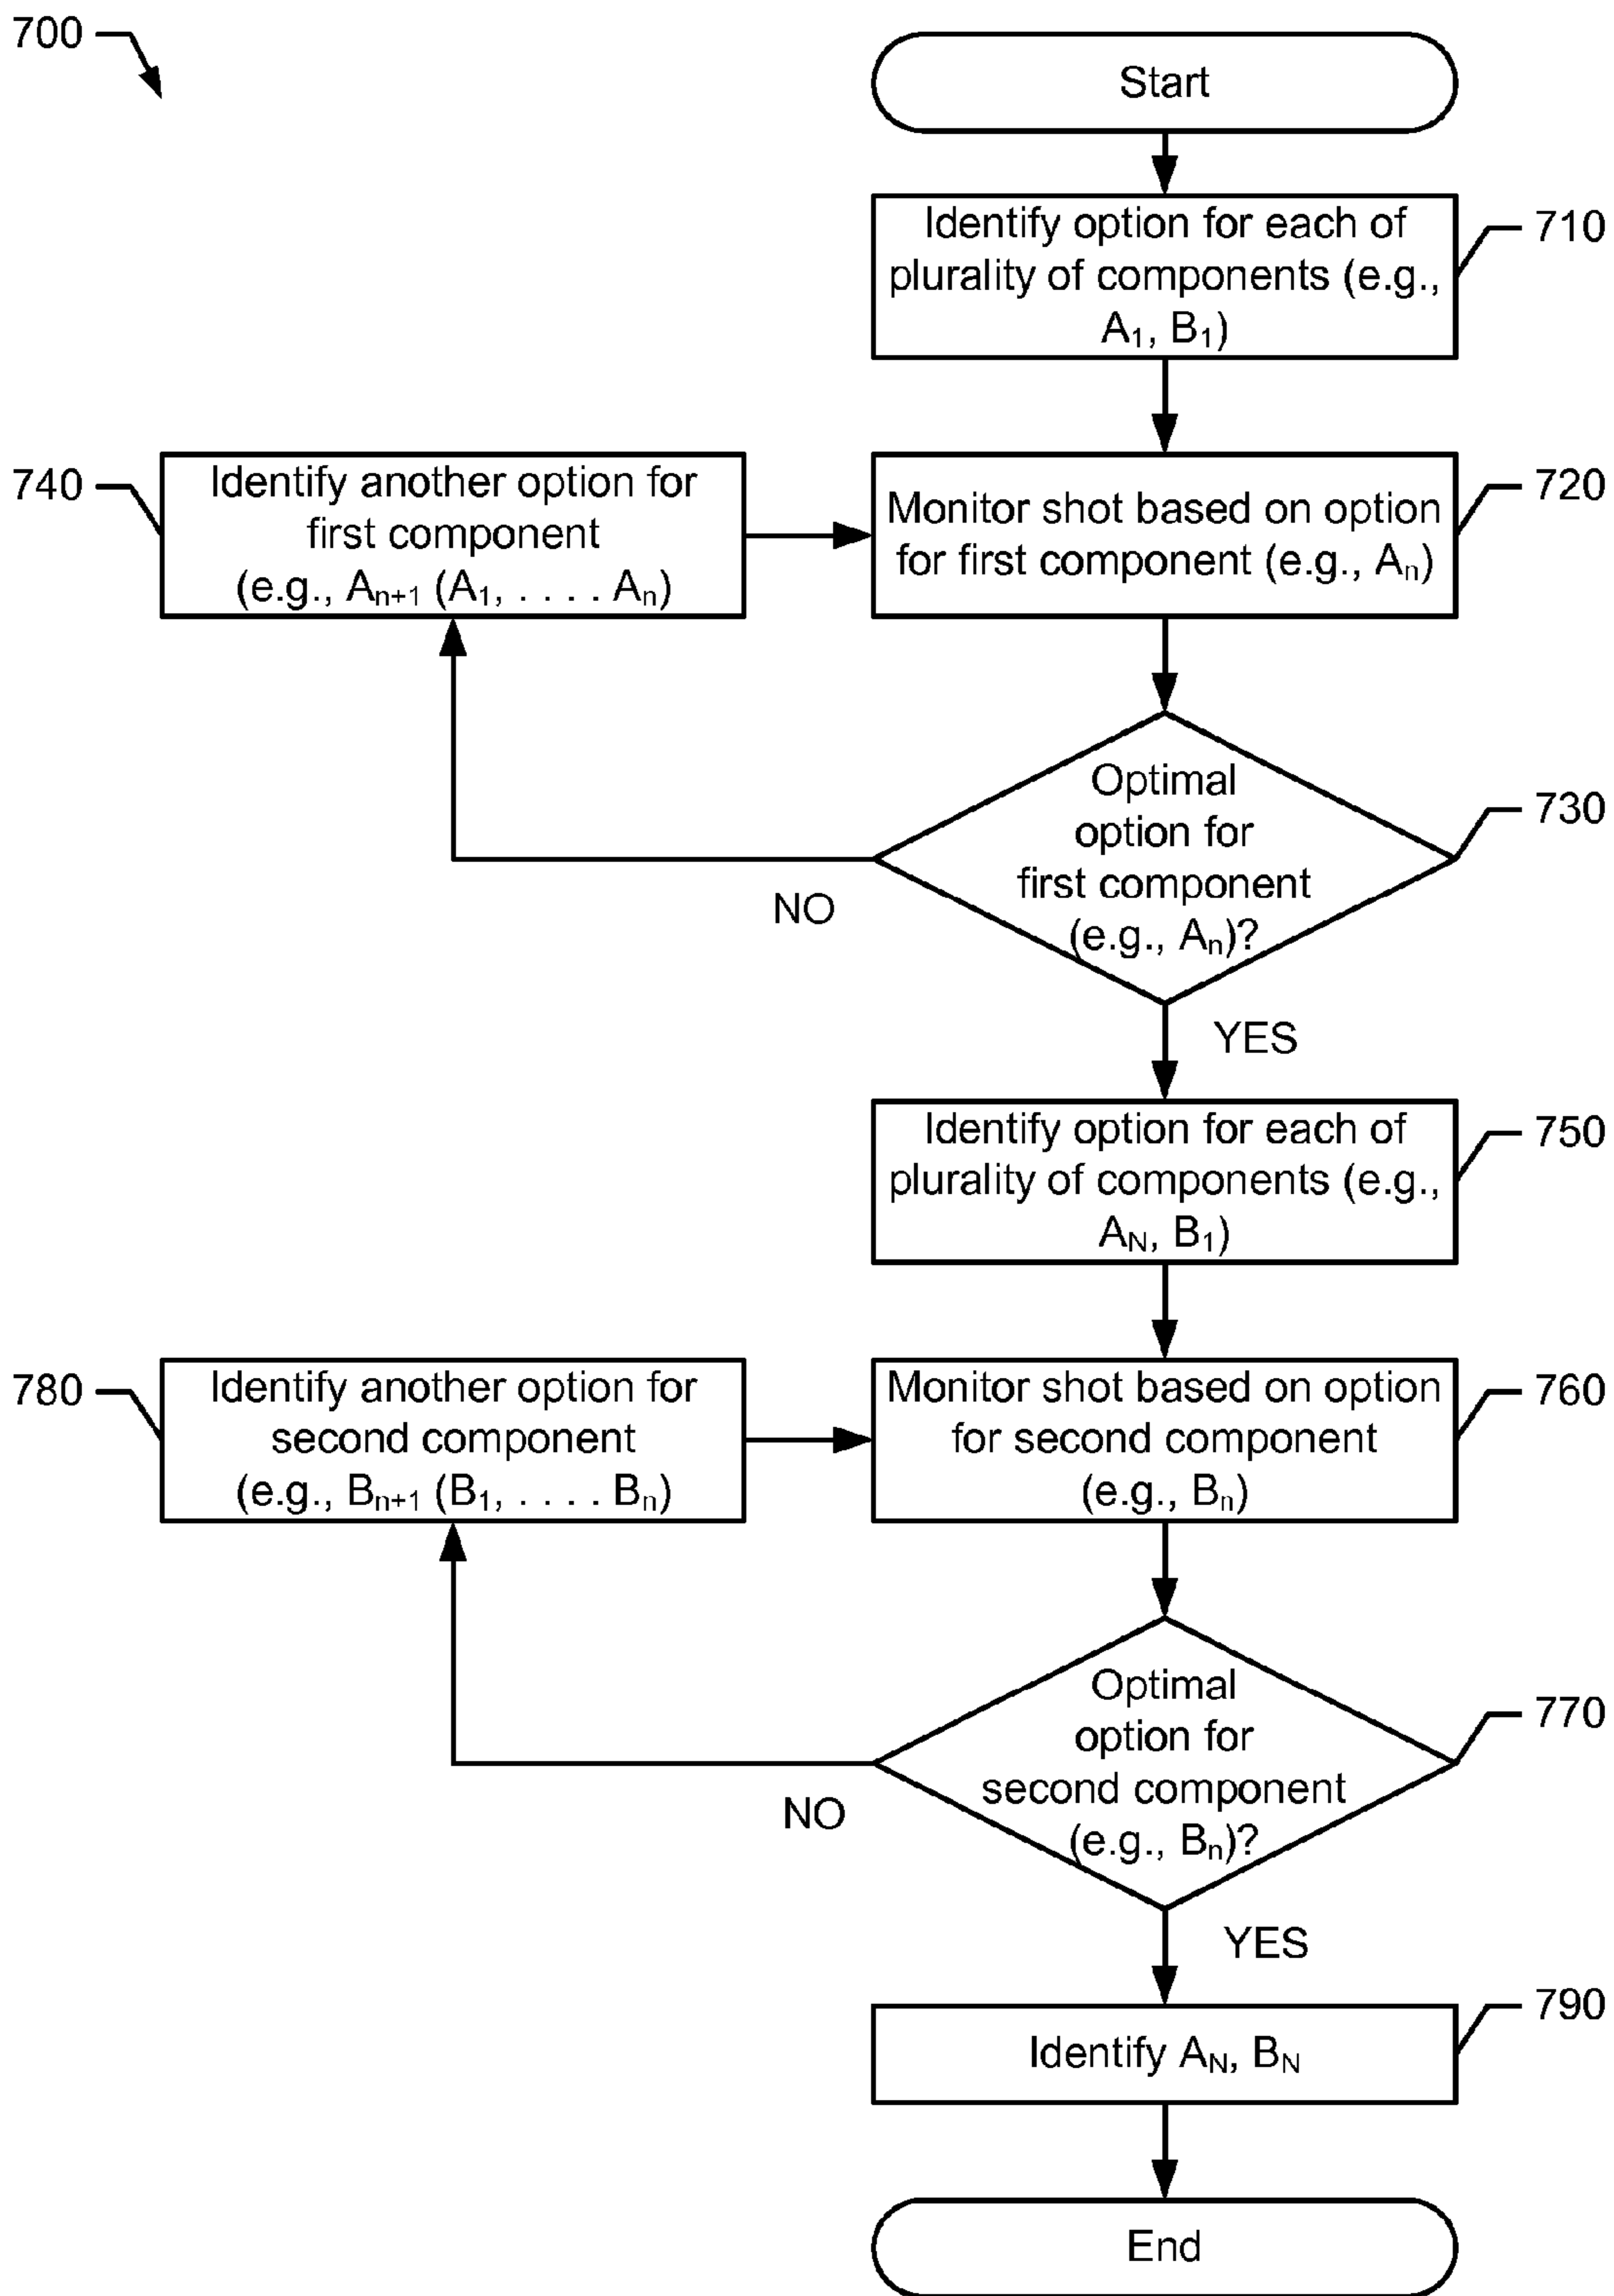 700
Start
Identify option for each of
plurality of components (e.g.,
A₁, B₁)
710
740
Identify another option for
first component
(e.g., Aₙ₊₁ (A₁, . . . . Aₙ)
Monitor shot based on option
for first component (e.g., Aₙ)
720
Optimal
option for
first component
(e.g., Aₙ)?
730
NO
YES
Identify option for each of
plurality of components (e.g.,
A_N, B₁)
750
780
Identify another option for
second component
(e.g., Bₙ₊₁ (B₁, . . . . Bₙ)
Monitor shot based on option
for second component
(e.g., Bₙ)
760
Optimal
option for
second component
(e.g., Bₙ)?
770
NO
YES
Identify A_N, B_N
790
End